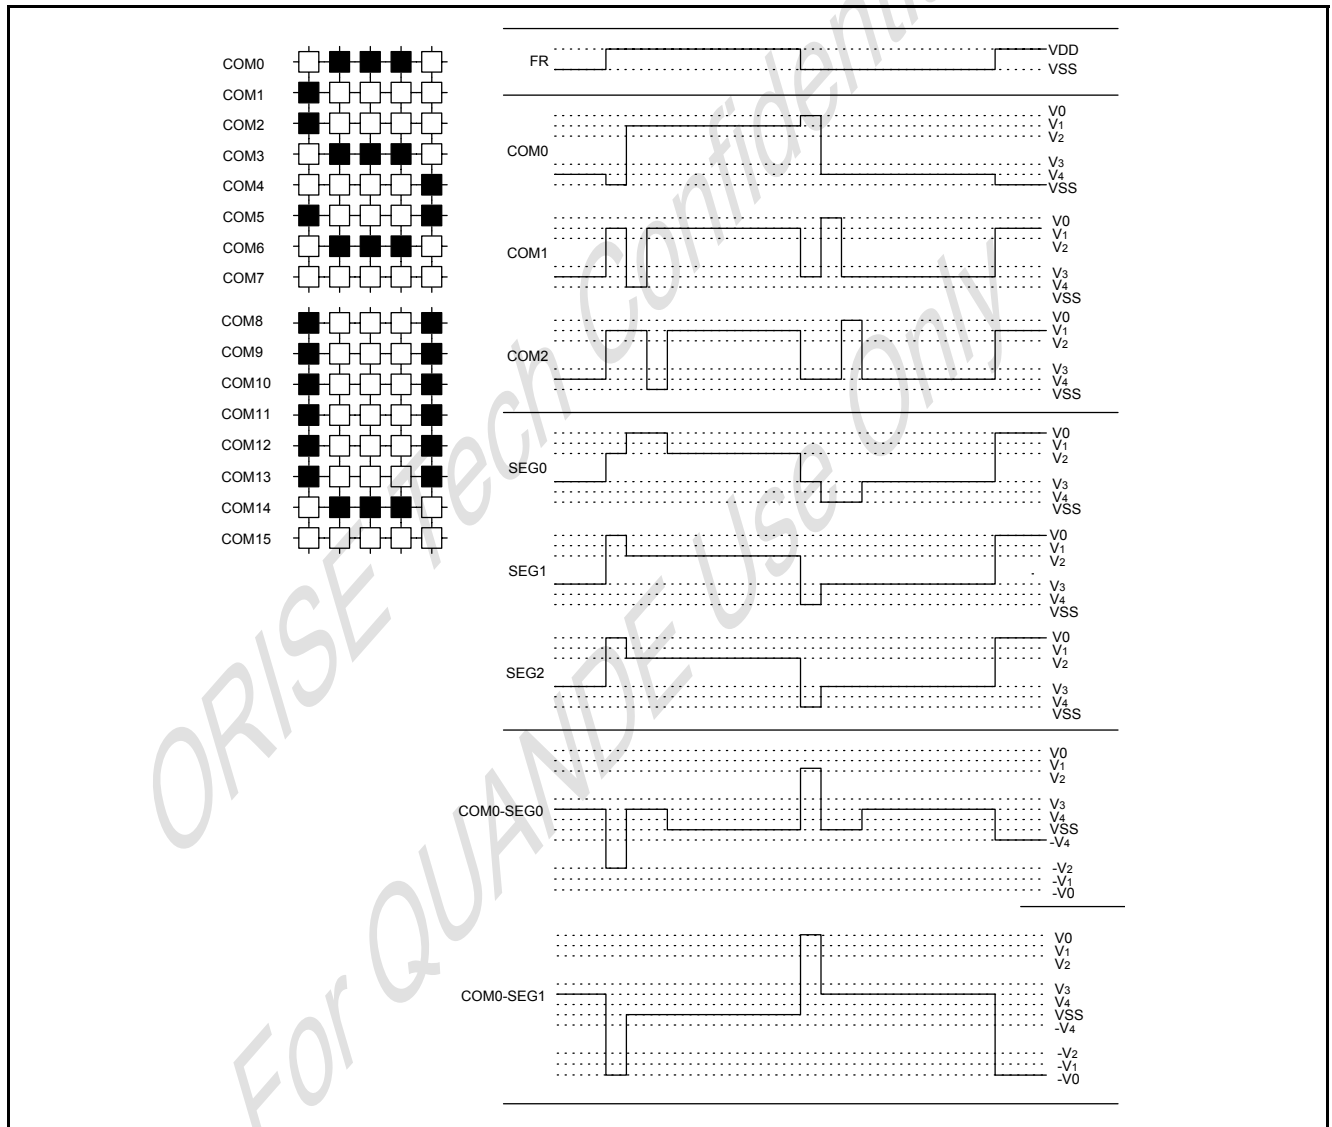 COM0
COM1
COM2
COM3
COM4
COM5
COM6
COM7
COM8
COM9
COM10
COM11
COM12
COM13
COM14
COM15
FR
VDD
VSS
COM0
V0
V1
V2
V3
V4
VSS
COM1
V0
V1
V2
V3
V4
VSS
COM2
V0
V1
V2
V3
V4
VSS
SEG0
V0
V1
V2
V3
V4
VSS
SEG1
V0
V1
V2
V3
V4
VSS
SEG2
V0
V1
V2
V3
V4
VSS
COM0-SEG0
V0
V1
V2
V3
V4
VSS
-V4
-V2
-V1
-V0
COM0-SEG1
V0
V1
V2
V3
V4
VSS
-V4
-V2
-V1
-V0
ORISE Tech
For QUANDE Use Only